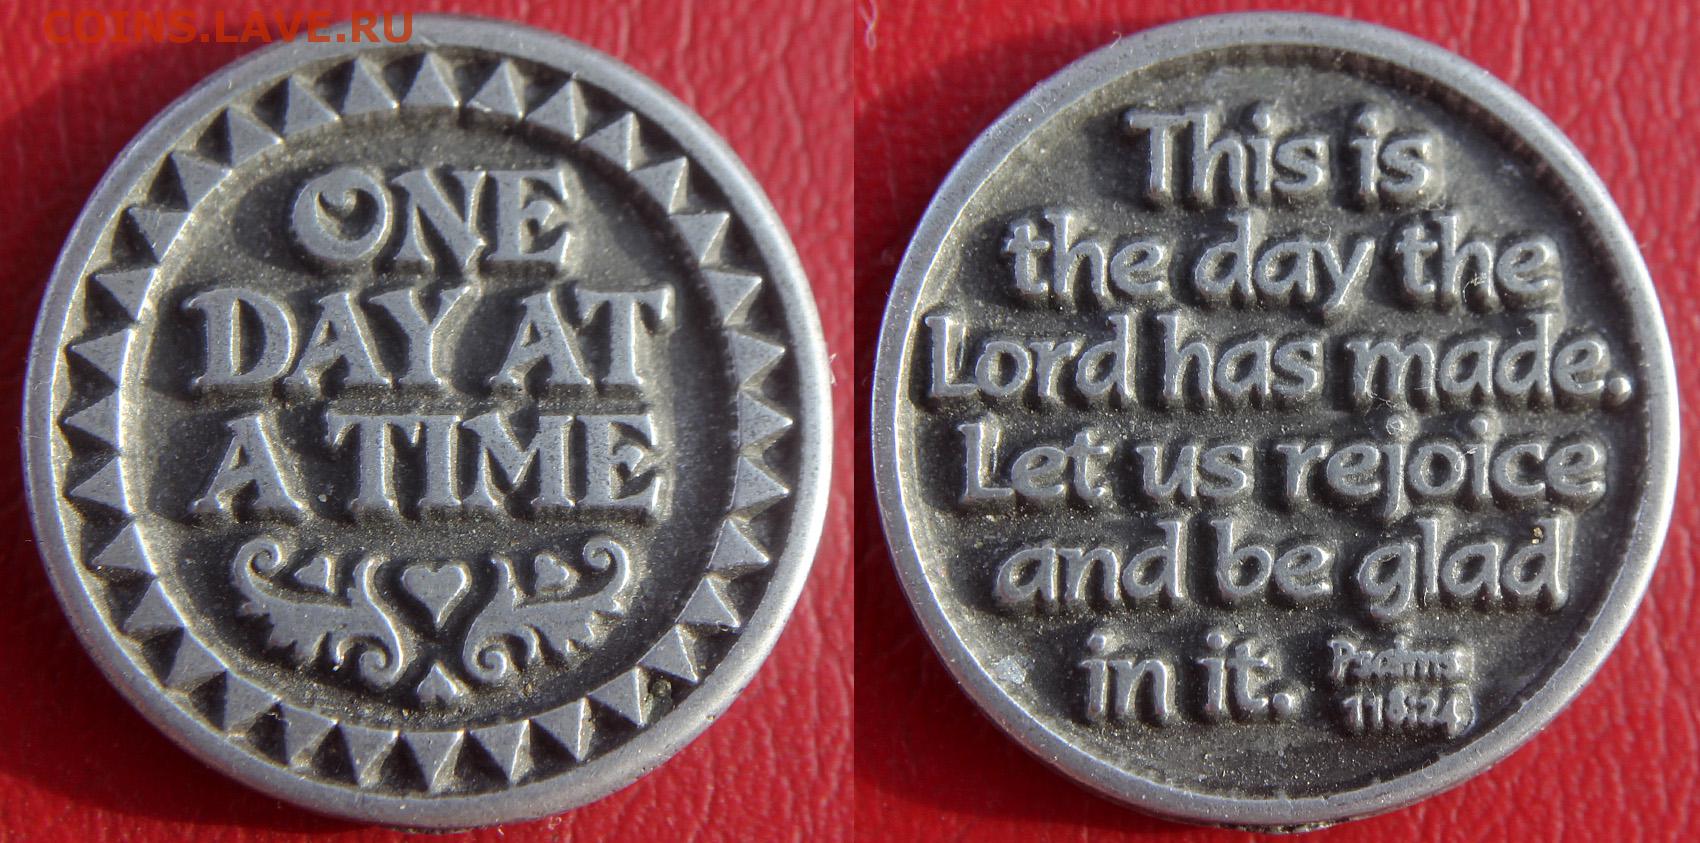 COINS.LAVE.RU
ONE
DAY AT
A TIME
This is
the day the
Lord has made.
Let us rejoice
and be glad
in it.
Psalms
118:24